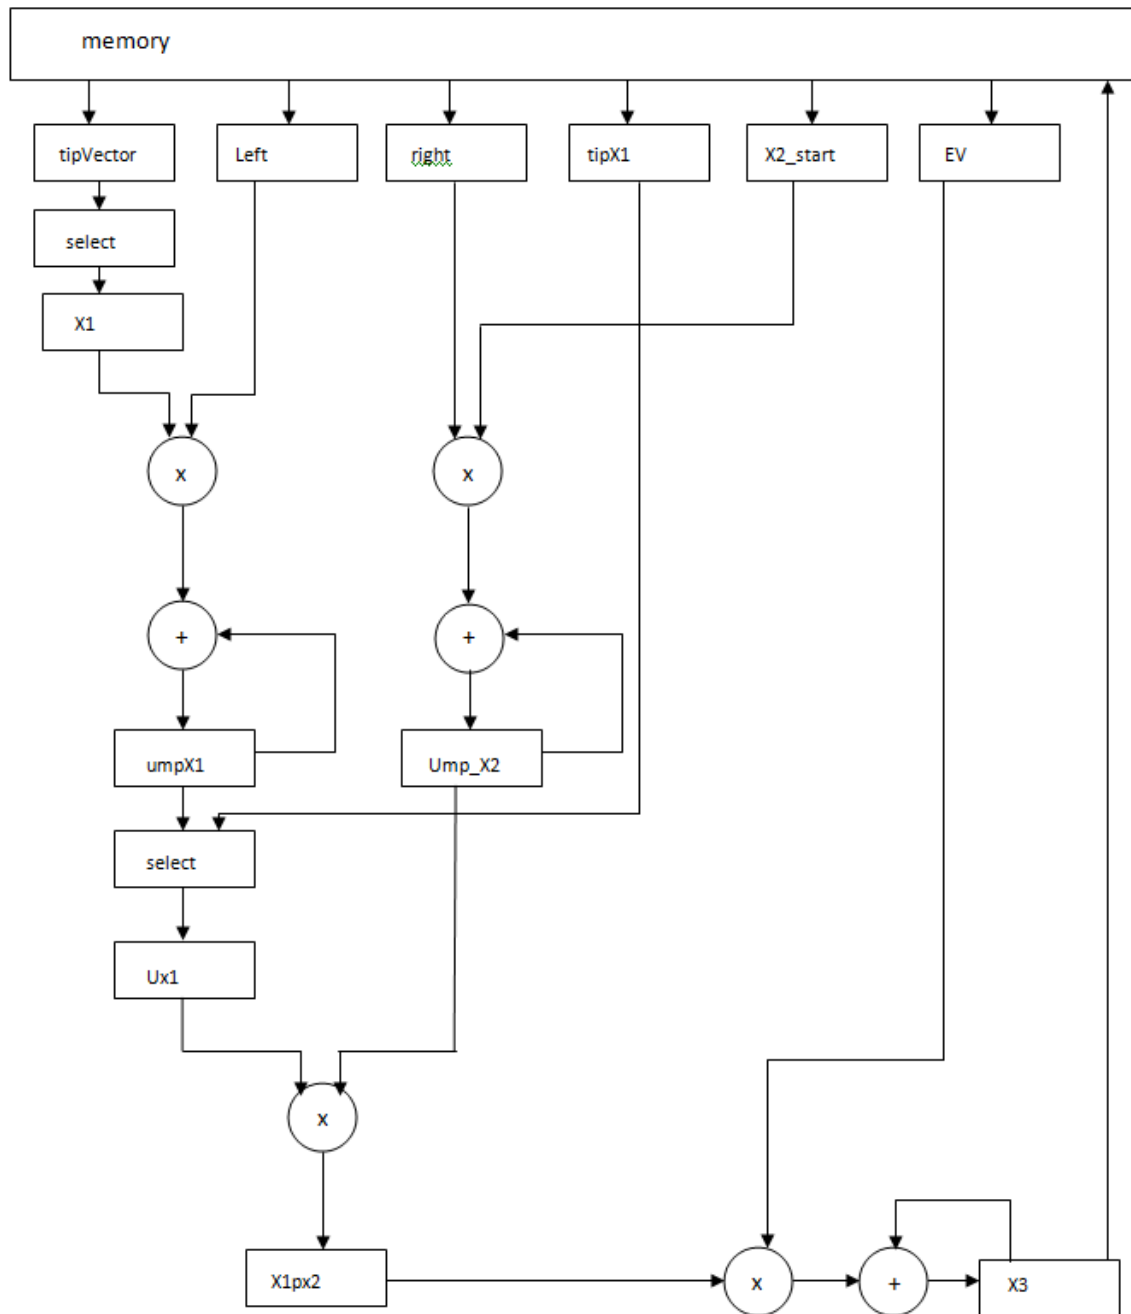 memory
tipVector
Left
right
tipX1
X2_start
EV
select
X1
x
x
+
+
umpX1
Ump_X2
select
Ux1
x
X1px2
x
+
X3